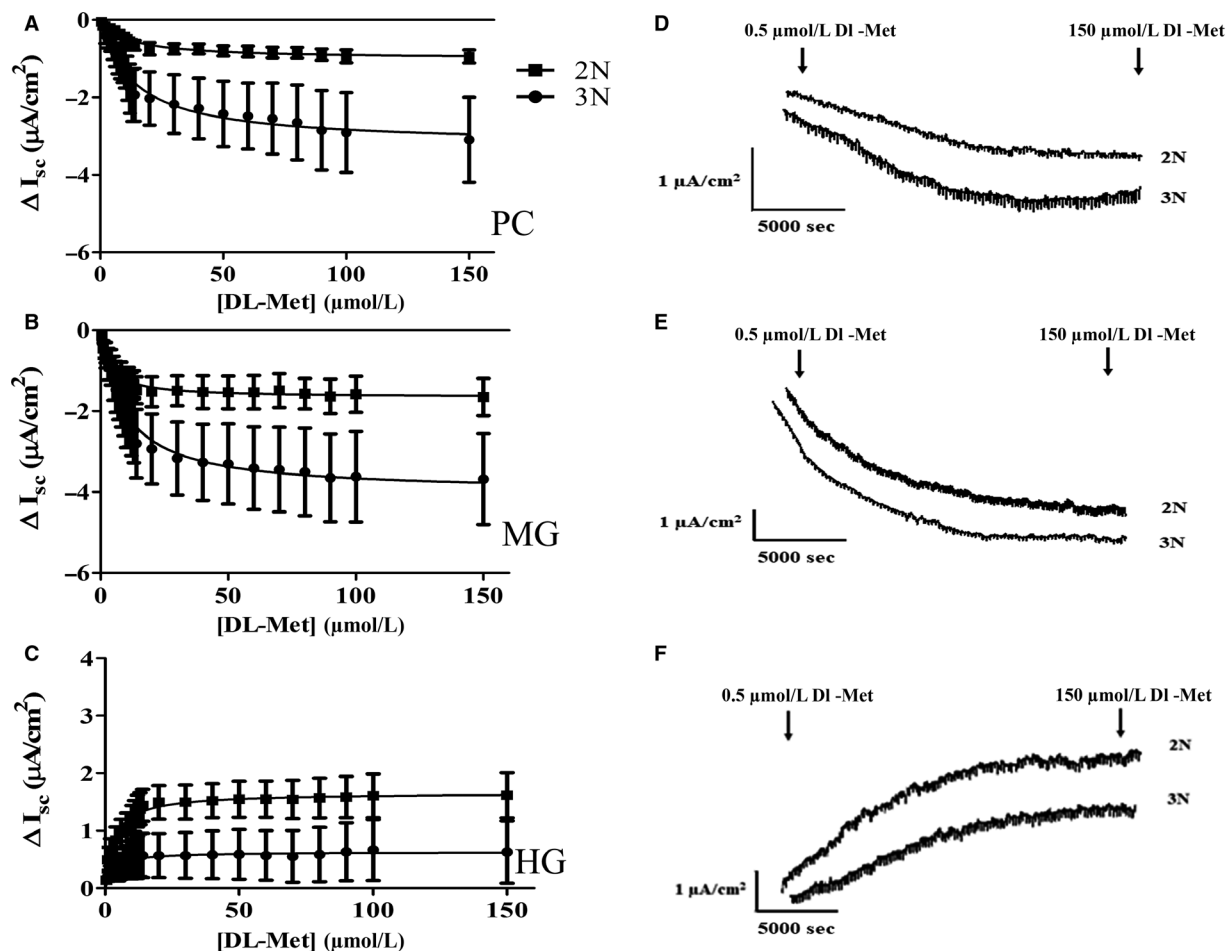 A
0
−2
−4
−6
Δ Isc (µA/cm²)
0 50 100 150
[DL-Met] (µmol/L)
PC
2N
3N
B
0
−2
−4
−6
Δ Isc (µA/cm²)
0 50 100 150
[DL-Met] (µmol/L)
MG
C
4
3
2
1
0
Δ Isc (µA/cm²)
0 50 100 150
[DL-Met] (µmol/L)
HG
D
0.5 µmol/L Dl -Met
150 µmol/L Dl -Met
2N
3N
1 µA/cm²
5000 sec
E
0.5 µmol/L Dl -Met
150 µmol/L Dl -Met
2N
3N
1 µA/cm²
5000 sec
F
0.5 µmol/L Dl -Met
150 µmol/L Dl -Met
2N
3N
1 µA/cm²
5000 sec